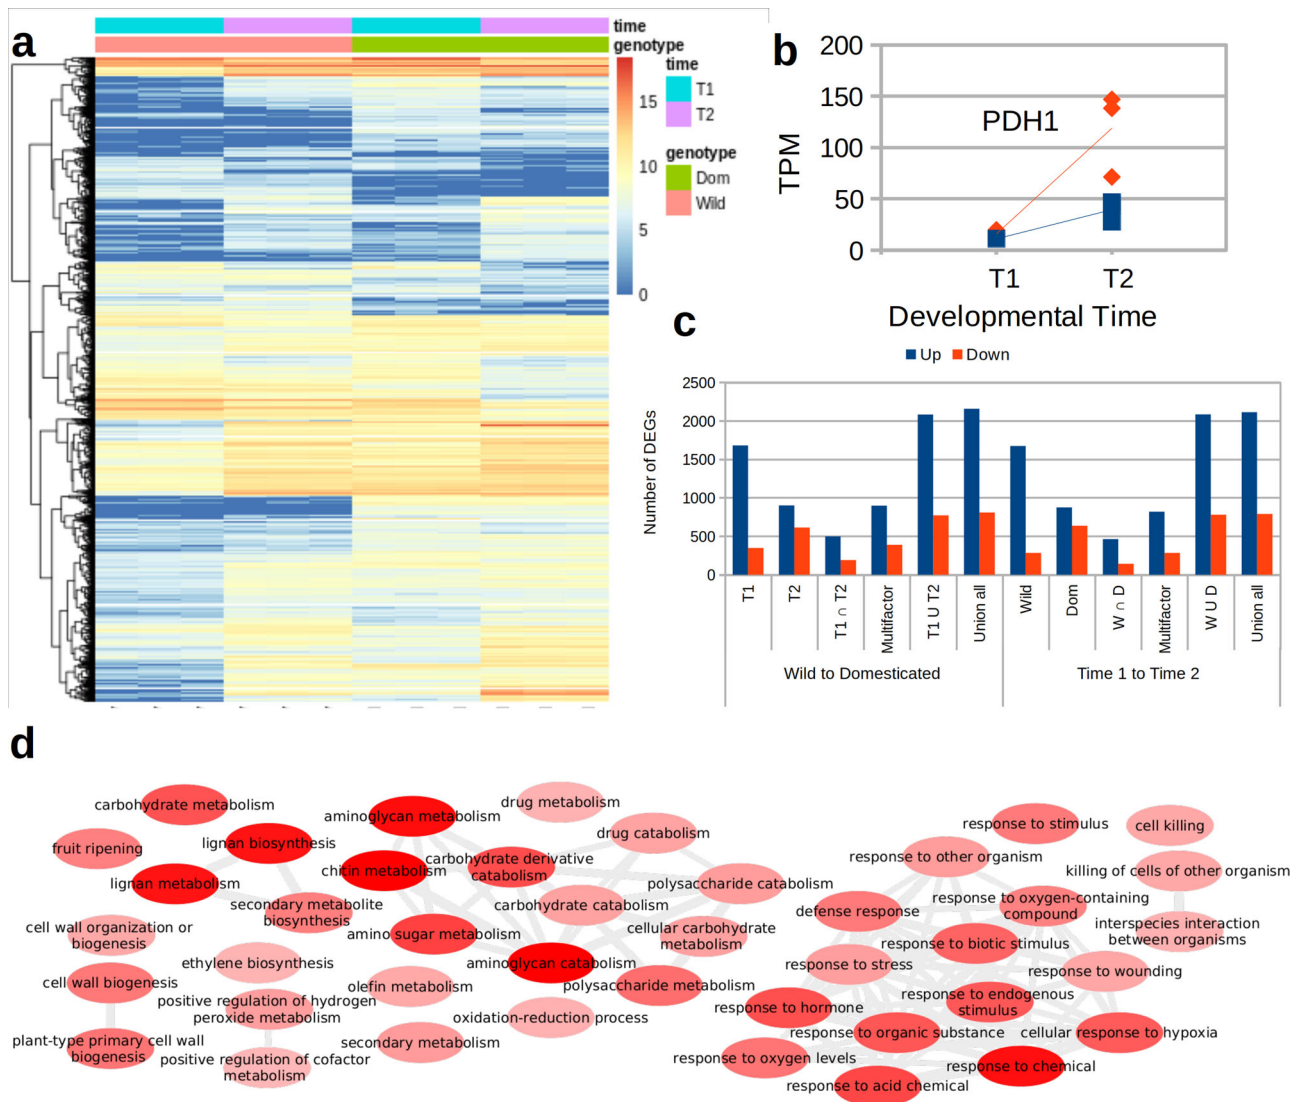 a
time
genotype
time
T1
T2
genotype
Dom
Wild
15
10
5
0
b
200
150
100
50
0
TPM
PDH1
T1
T2
Developmental Time
c
Up
Down
2500
2000
1500
1000
500
0
Number of DEGs
T1
T2
T1 ∩ T2
Multifactor
T1 U T2
Union all
Wild
Dom
W ∩ D
Multifactor
W U D
Union all
Wild to Domesticated
Time 1 to Time 2
d
carbohydrate metabolism
fruit ripening
lignan biosynthesis
lignan metabolism
secondary metabolite
biosynthesis
cell wall organization or
biogenesis
ethylene biosynthesis
cell wall biogenesis
positive regulation of hydrogen
peroxide metabolism
plant-type primary cell wall
biogenesis
positive regulation of cofactor
metabolism
aminoglycan metabolism
drug metabolism
drug catabolism
chitin metabolism
carbohydrate derivative
catabolism
polysaccharide catabolism
carbohydrate catabolism
amino sugar metabolism
cellular carbohydrate
metabolism
aminoglycan catabolism
olefin metabolism
polysaccharide metabolism
oxidation-reduction process
secondary metabolism
response to stimulus
cell killing
response to other organism
killing of cells of other organism
defense response
response to oxygen-containing
compound
interspecies interaction
between organisms
response to biotic stimulus
response to stress
response to wounding
response to hormone
response to endogenous
stimulus
response to organic substance
cellular response to hypoxia
response to oxygen levels
response to chemical
response to acid chemical